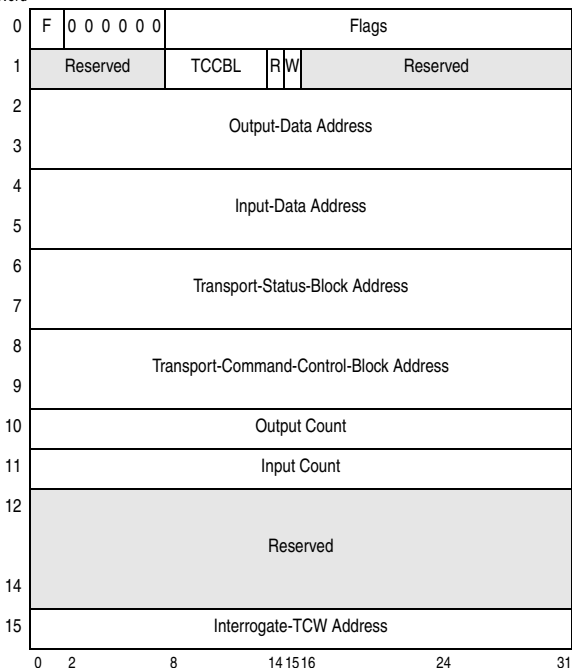 0 F 0 0 0 0 0 0 Flags
1 Reserved TCCBL R W Reserved
2
Output-Data Address
3
4
Input-Data Address
5
6
Transport-Status-Block Address
7
8
Transport-Command-Control-Block Address
9
10 Output Count
11 Input Count
12
Reserved
14
15 Interrogate-TCW Address
0 2 8 14 15 16 24 31